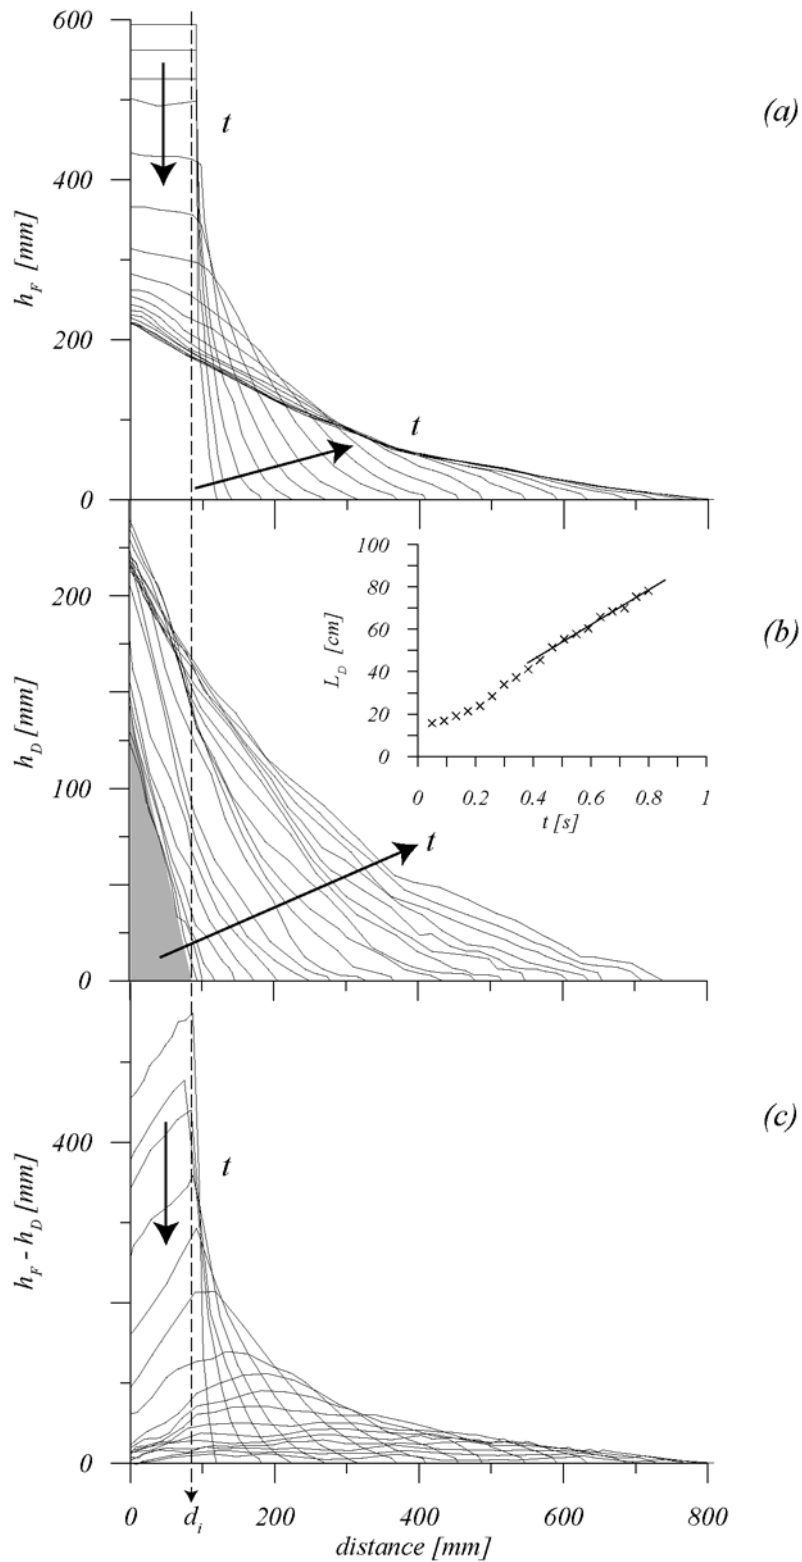 600
(a)
t
400
h_F [mm]
200
t
0
100
200
80
(b)
60
L_D [cm]
40
h_D [mm]
20
0
100
0 0.2 0.4 0.6 0.8 1
t [s]
t
0
(c)
400
t
h_F - h_D [mm]
0
0 d_i 200 400 600 800
distance [mm]